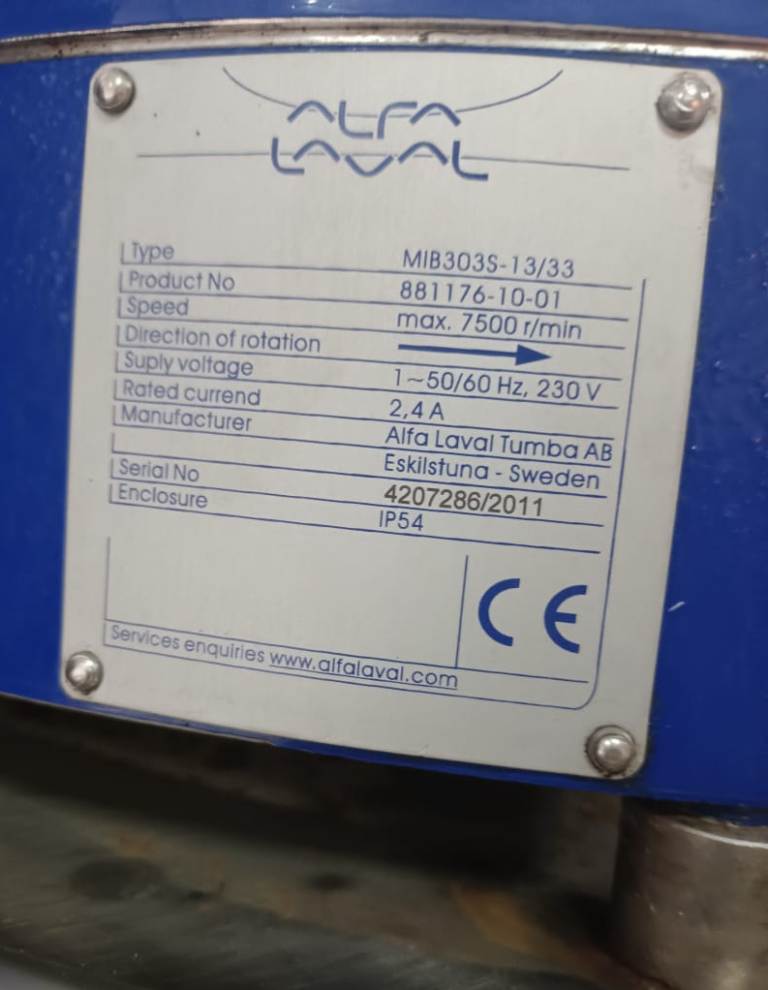 ALFA
LAVAL
Type MIB303S-13/33
Product No 881176-10-01
Speed max. 7500 r/min
Direction of rotation
Suply voltage 1~50/60 Hz, 230 V
Rated currend 2,4 A
Manufacturer Alfa Laval Tumba AB
Eskilstuna - Sweden
Serial No 4207286/2011
Enclosure IP54
CE
Services enquiries www.alfalaval.com